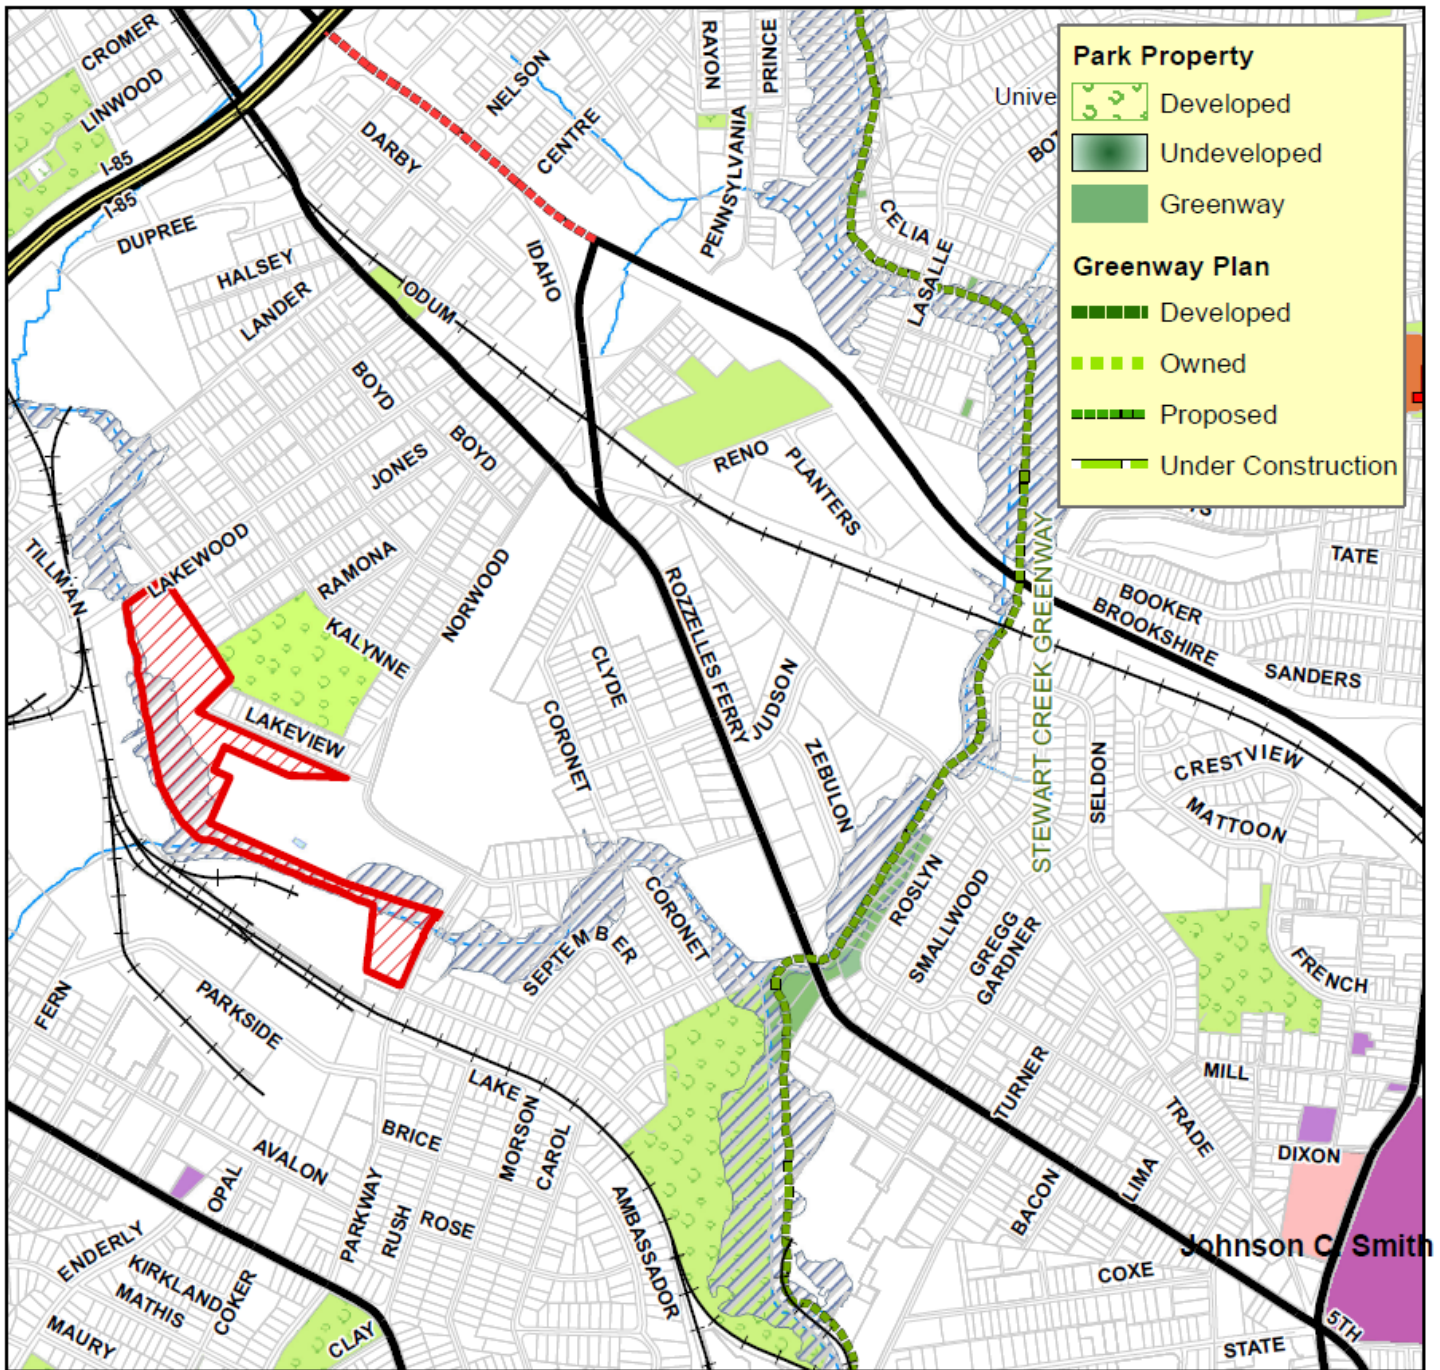 CROMER
LINWOOD
I-85
I-85
DUPREE
HALSEY
LANDER
DARBY
NELSON
CENTRE
RAYON
PRINCE
PENNSYLVANIA
IDAHO
ODUM
CELIA
LASALLE
Unive
BOT
Park Property
Developed
Undeveloped
Greenway
Greenway Plan
Developed
Owned
Proposed
Under Construction
BOYD
BOYD
JONES
RENO
PLANTERS
TILLMAN
LAKEWOOD
RAMONA
KALYNNE
NORWOOD
LAKEVIEW
CLYDE
CORONET
ROZZELLES FERRY
JUDSON
ZEBULON
STEWART CREEK GREENWAY
TATE
BOOKER
BROOKSHIRE
SANDERS
SELDON
CRESTVIEW
MATTOON
ROSLYN
SMALLWOOD
GREGG
GARDNER
FRENCH
CORONET
SEPTEMBER
FERN
PARKSIDE
LAKE
MORSON
CAROL
BRICE
AVALON
OPAL
PARKWAY
RUSH
ROSE
AMBASSADOR
ENDERLY
KIRKLAND
MATHIS
COKER
MAURY
CLAY
TURNER
MILL
TRADE
DIXON
LIMA
BACON
COXE
Johnson C. Smith
5TH
STATE